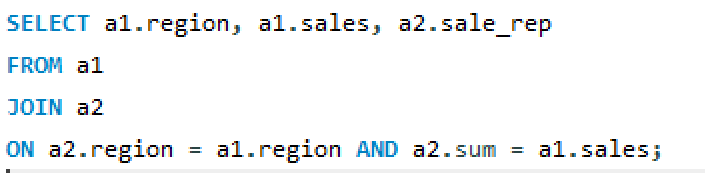 SELECT a1.region, a1.sales, a2.sale_rep
FROM a1
JOIN a2
ON a2.region = a1.region AND a2.sum = a1.sales;